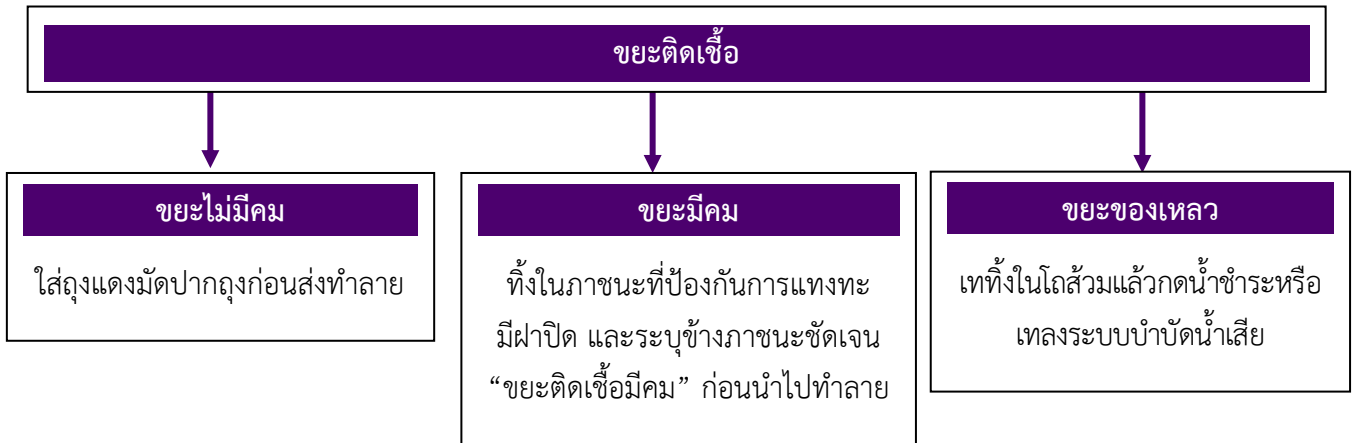 ขยะติดเชื้อ
ขยะไม่มีคม
ใส่ถุงแดงมัดปากถุงก่อนส่งทำลาย
ขยะมีคม
ทิ้งในภาชนะที่ป้องกันการแทงทะ
มีฝาปิด และระบุข้างภาชนะชัดเจน
“ขยะติดเชื้อมีคม” ก่อนนำไปทำลาย
ขยะของเหลว
เททิ้งในโถส้วมแล้วกดน้ำชำระหรือ
เทลงระบบบำบัดน้ำเสีย